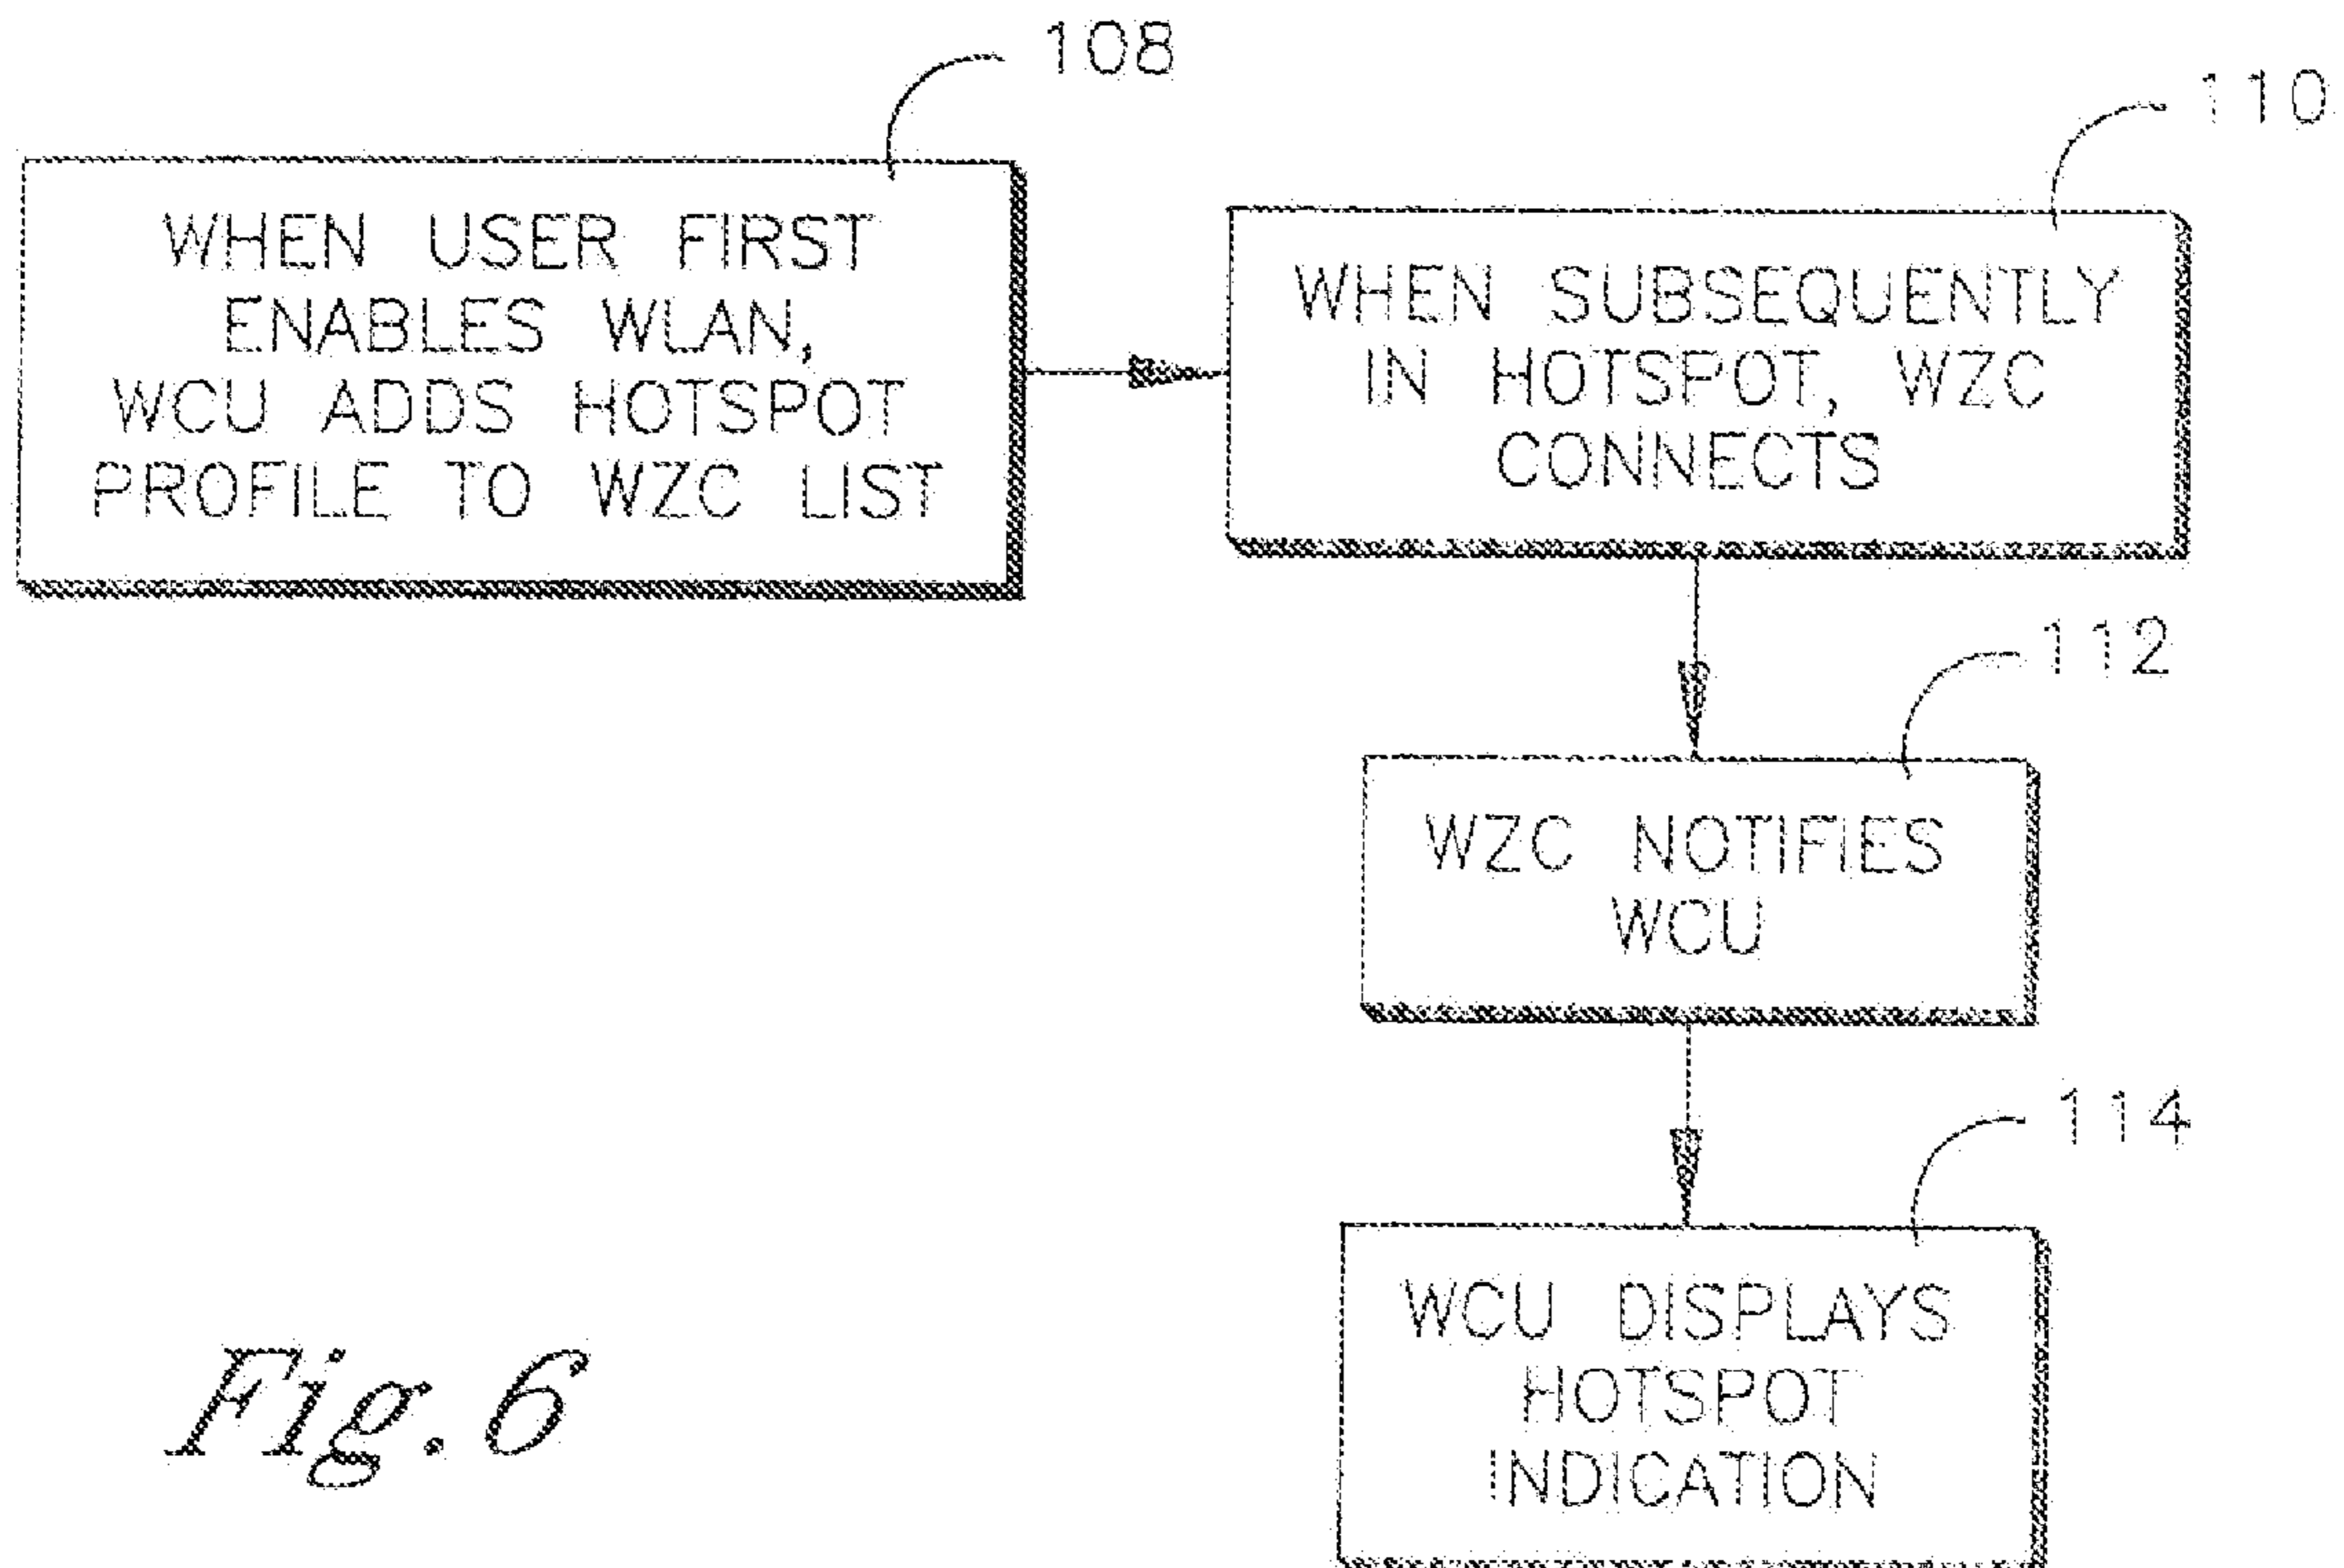 108
WHEN USER FIRST
ENABLES WLAN,
WCU ADDS HOTSPOT
PROFILE TO WZC LIST
110
WHEN SUBSEQUENTLY
IN HOTSPOT, WZC
CONNECTS
112
WZC NOTIFIES
WCU
114
WCU DISPLAYS
HOTSPOT
INDICATION
Fig. 6